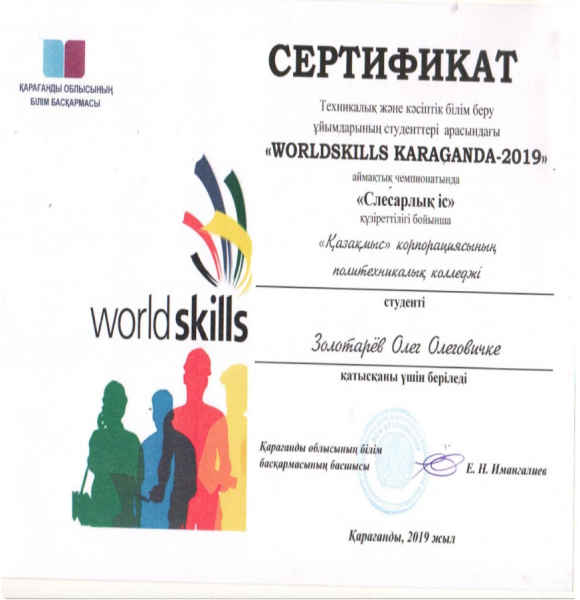 ҚАРАҒАНДЫ ОБЛЫСЫНЫҢ
БІЛІМ БАСҚАРМАСЫ
СЕРТИФИКАТ
Техникалық және кәсіптік білім беру
ұйымдарының студенттері арасындағы
«WORLDSKILLS KARAGANDA-2019»
аймақтық чемпионатында
«Слесарлық іс»
құзіреттілігі бойынша
«Қазақмыс» корпорациясының
политехникалық колледжі
студенті
worldskills
Золотарёв Олег Олеговичке
қатысқаны үшін беріледі
Қарағанды облысының білім
басқармасының басшысы
Е. Н. Имангалиев
Қарағанды, 2019 жыл